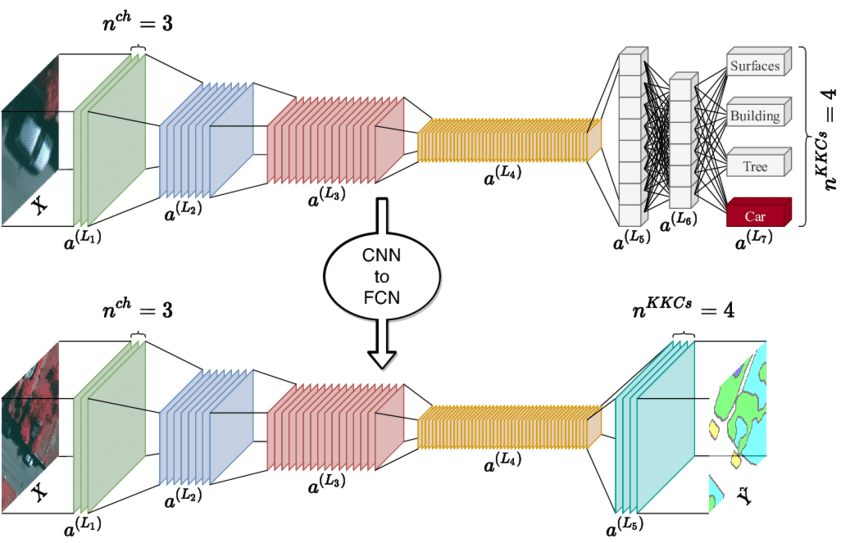 n^{ch} = 3
X
a^{(L_1)}
a^{(L_2)}
a^{(L_3)}
a^{(L_4)}
a^{(L_5)}
a^{(L_6)}
Surfaces
Building
Tree
Car
a^{(L_7)}
n^{KKCs} = 4
CNN
to
FCN
n^{ch} = 3
n^{KKCs} = 4
X
a^{(L_1)}
a^{(L_2)}
a^{(L_3)}
a^{(L_4)}
a^{(L_5)}